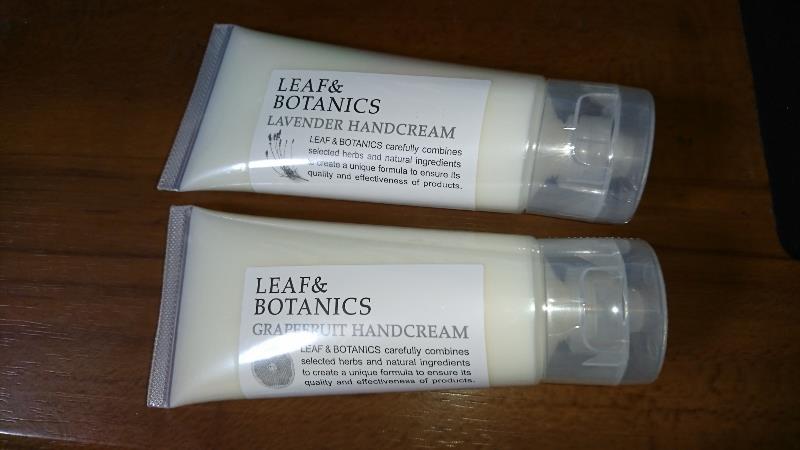 LEAF&
BOTANICS
LAVENDER HANDCREAM
LEAF & BOTANICS carefully combines
selected herbs and natural ingredients
to create a unique formula to ensure its
quality and effectiveness of products.
LEAF&
BOTANICS
GRAPEFRUIT HANDCREAM
LEAF & BOTANICS carefully combines
selected herbs and natural ingredients
to create a unique formula to ensure its
quality and effectiveness of products.